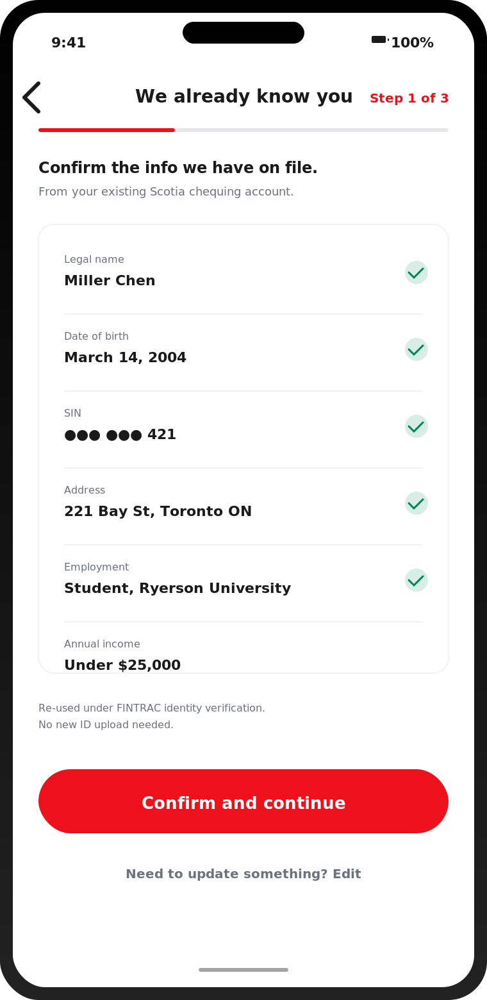 9:41
100%
We already know you
Step 1 of 3
Confirm the info we have on file.
From your existing Scotia chequing account.
Legal name
Miller Chen
Date of birth
March 14, 2004
SIN
●●● ●●● 421
Address
221 Bay St, Toronto ON
Employment
Student, Ryerson University
Annual income
Under $25,000
Re-used under FINTRAC identity verification.
No new ID upload needed.
Confirm and continue
Need to update something? Edit